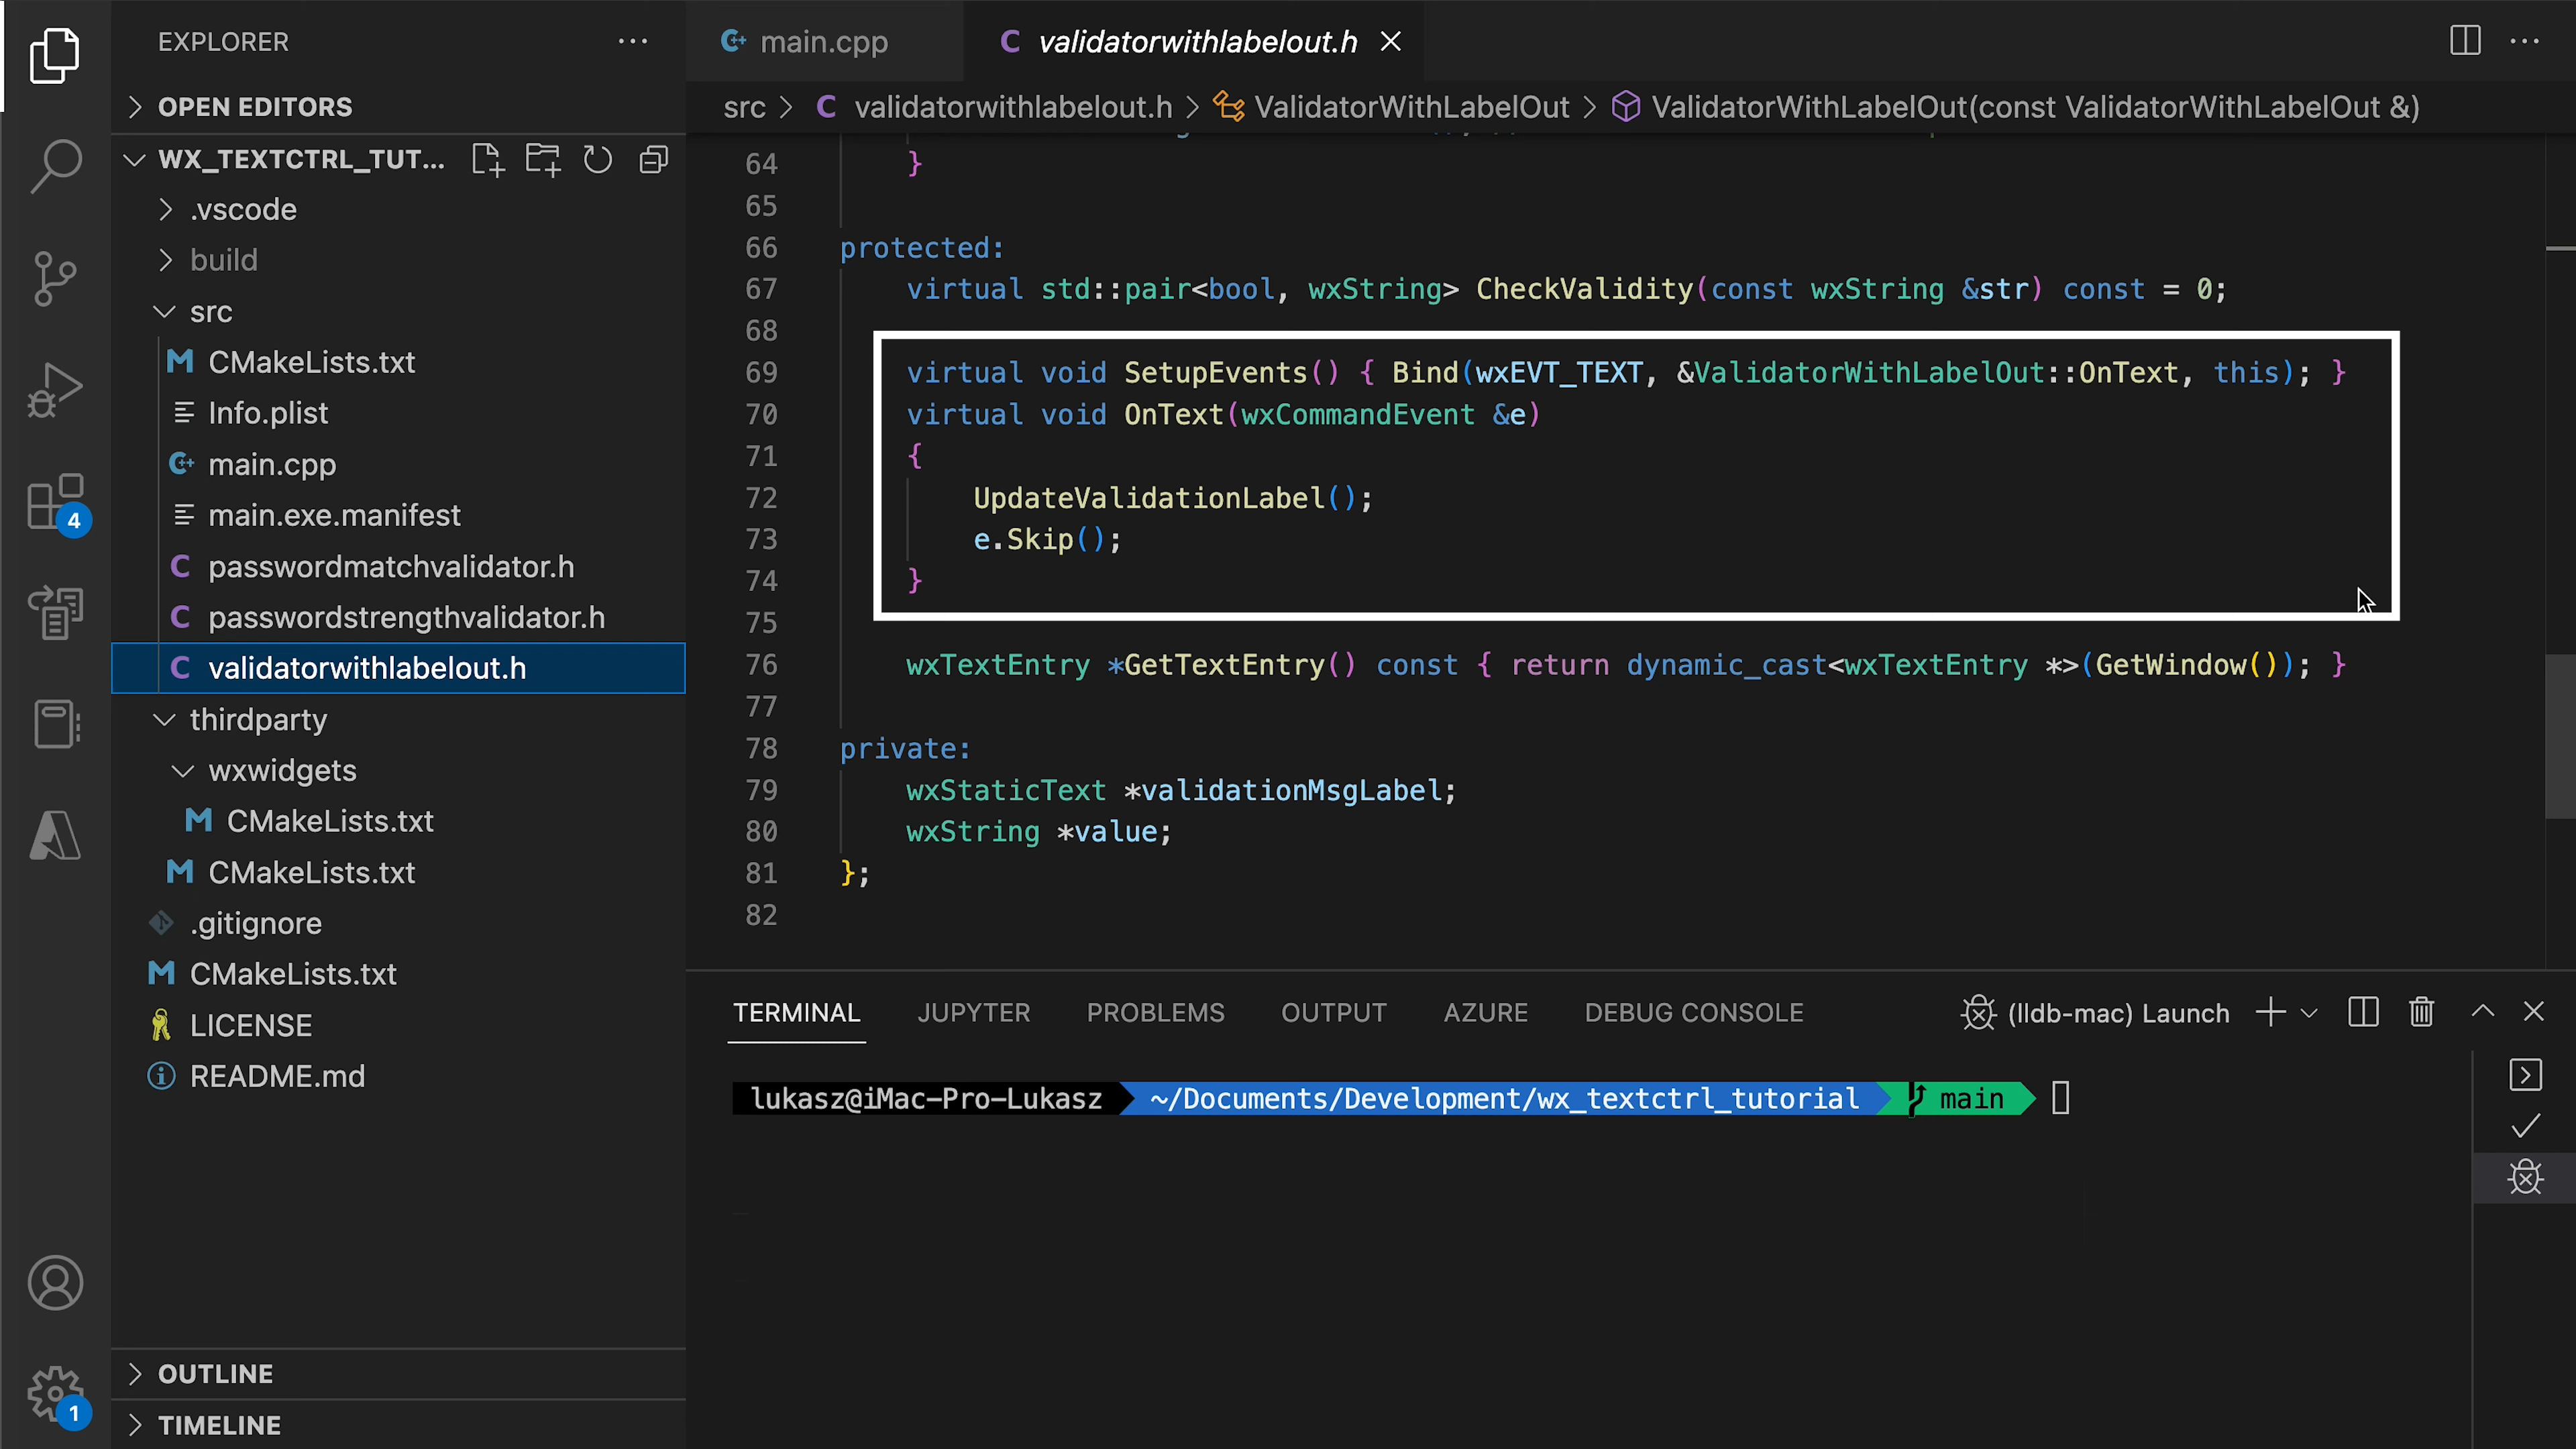 EXPLORER
OPEN EDITORS
WX_TEXTCTRL_TUT...
.vscode
build
src
CMakeLists.txt
Info.plist
main.cpp
main.exe.manifest
passwordmatchvalidator.h
passwordstrengthvalidator.h
validatorwithlabelout.h
thirdparty
wxwidgets
CMakeLists.txt
CMakeLists.txt
.gitignore
CMakeLists.txt
LICENSE
README.md
OUTLINE
TIMELINE
4
1
main.cpp
validatorwithlabelout.h
src > validatorwithlabelout.h > ValidatorWithLabelOut > ValidatorWithLabelOut(const ValidatorWithLabelOut &)
64 }
65
66 protected:
67 virtual std::pair<bool, wxString> CheckValidity(const wxString &str) const = 0;
68
69 virtual void SetupEvents() { Bind(wxEVT_TEXT, &ValidatorWithLabelOut::OnText, this); }
70 virtual void OnText(wxCommandEvent &e)
71 {
72 UpdateValidationLabel();
73 e.Skip();
74 }
75
76 wxTextEntry *GetTextEntry() const { return dynamic_cast<wxTextEntry *>(GetWindow()); }
77
78 private:
79 wxStaticText *validationMsgLabel;
80 wxString *value;
81 };
82
TERMINAL JUPYTER PROBLEMS OUTPUT AZURE DEBUG CONSOLE (lldb-mac) Launch
lukasz@iMac-Pro-Lukasz ~/Documents/Development/wx_textctrl_tutorial main